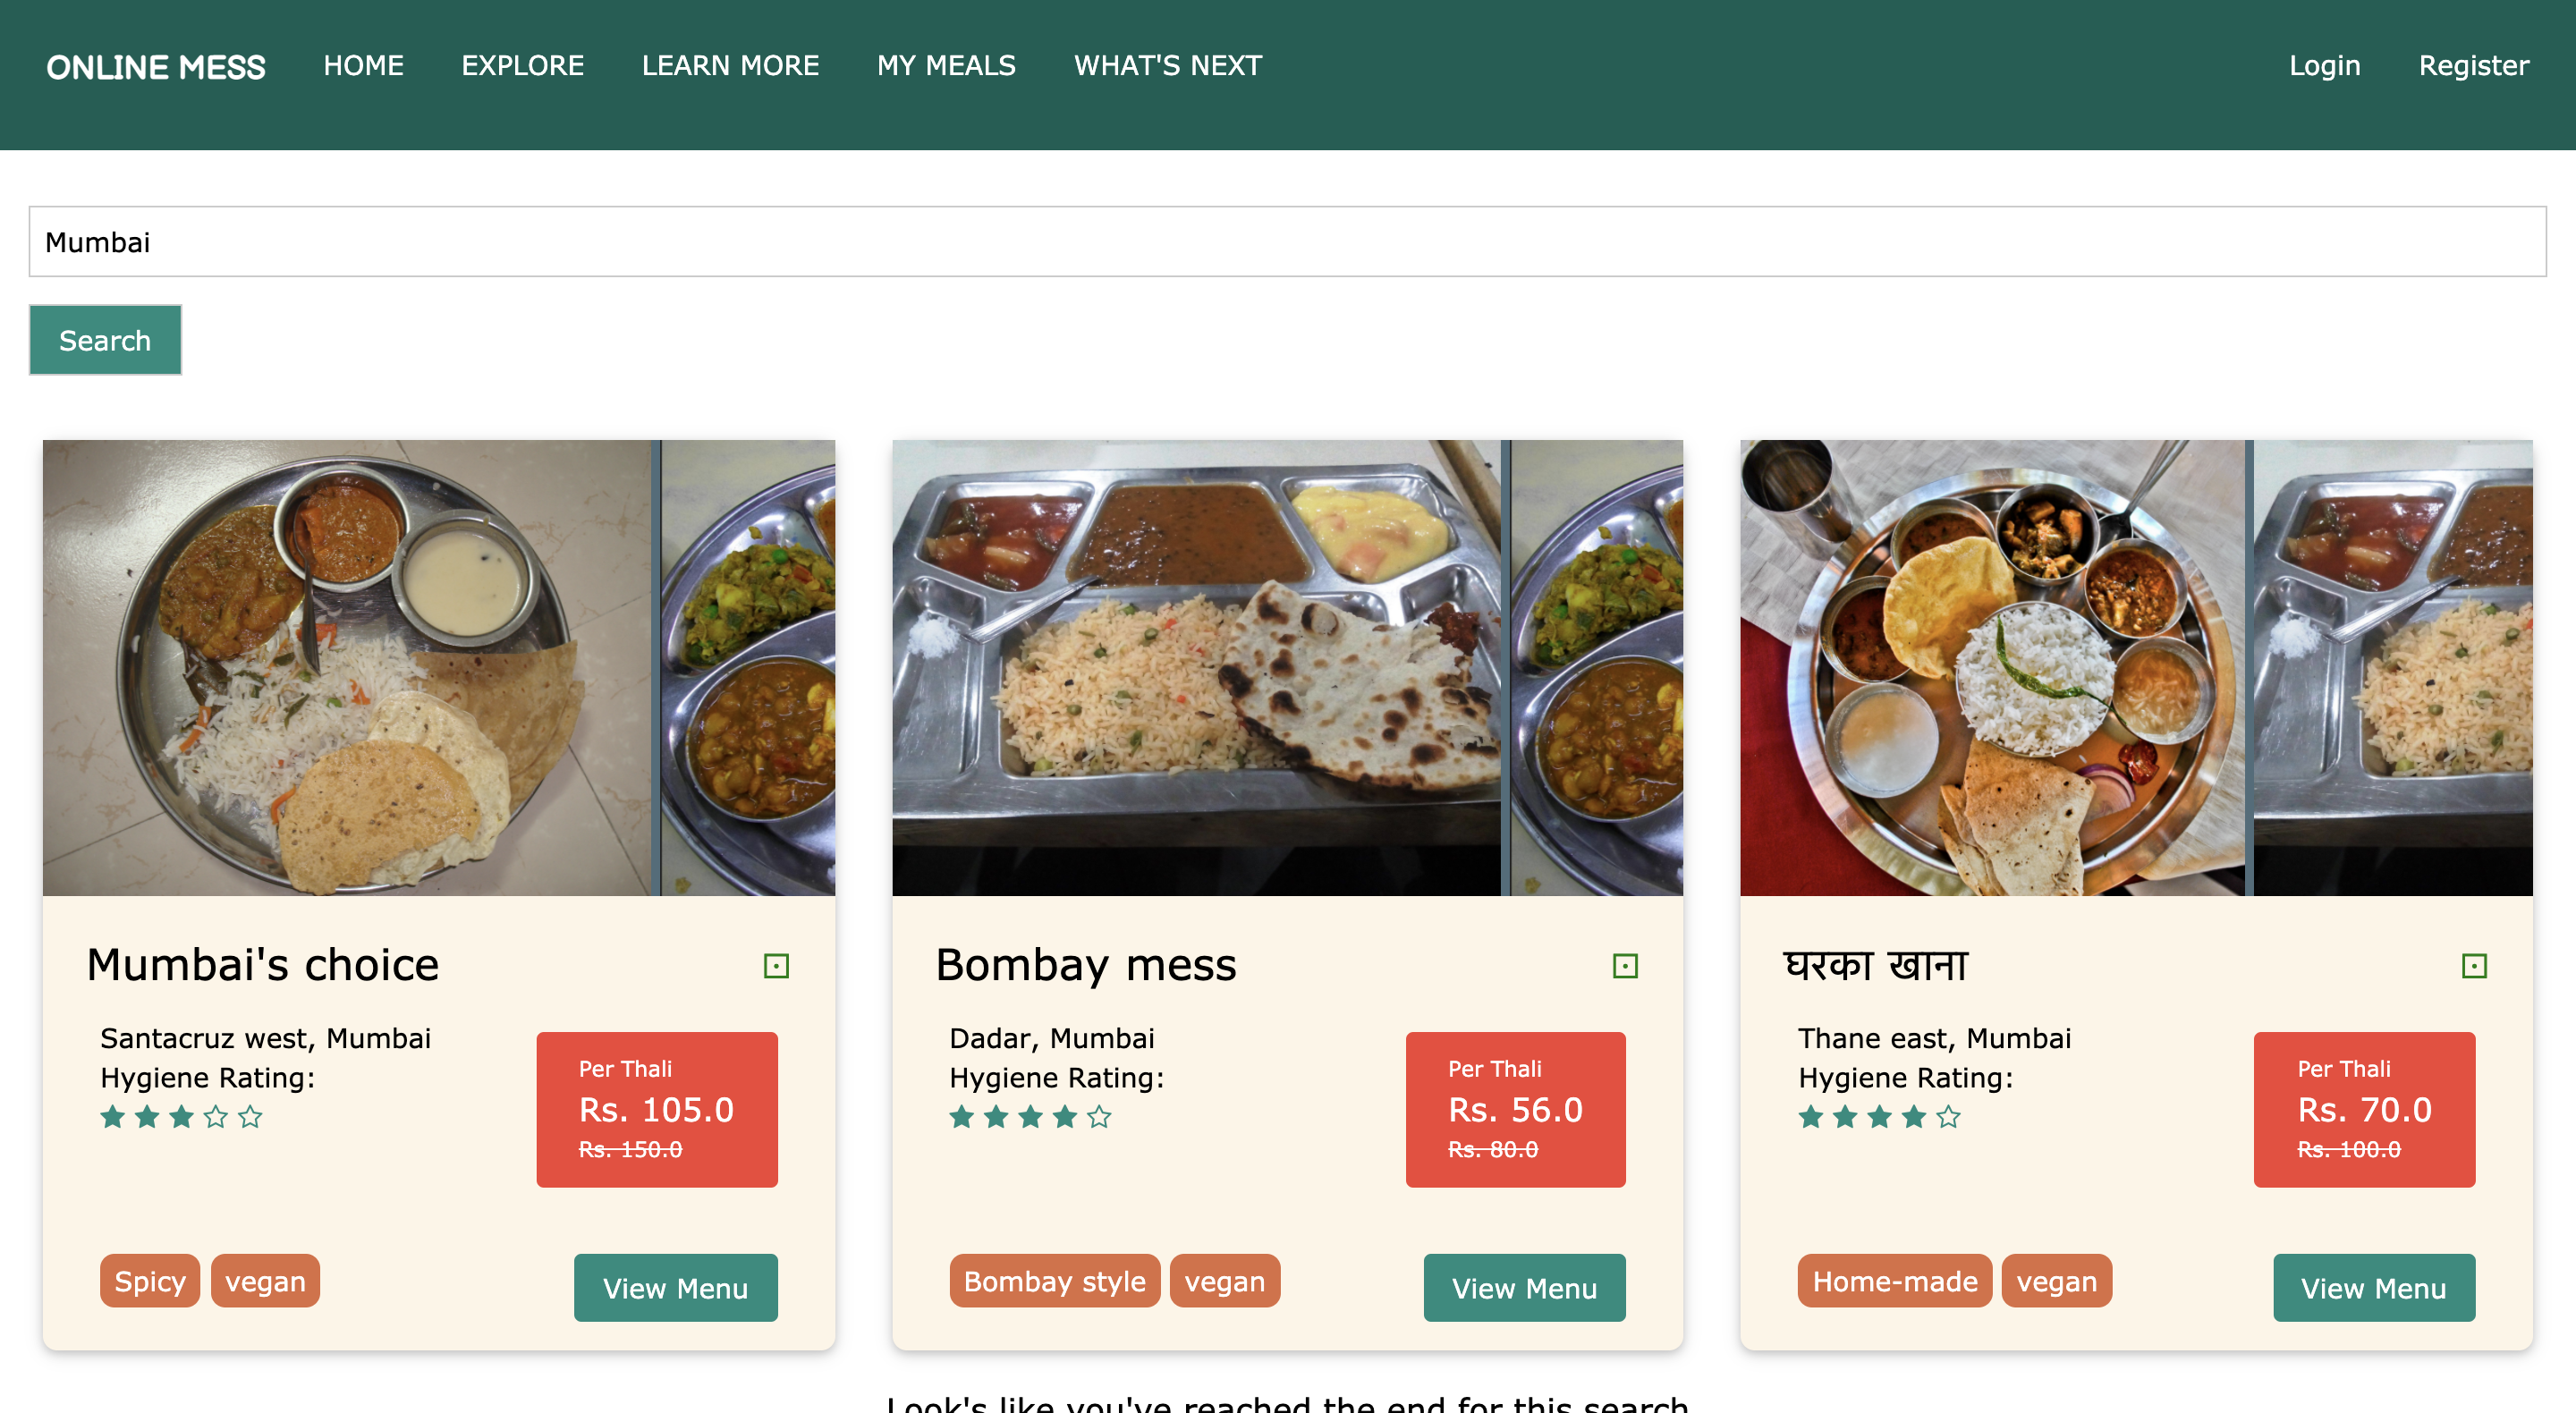 ONLINE MESS HOME EXPLORE LEARN MORE MY MEALS WHAT'S NEXT Login Register
Mumbai
Search
Mumbai's choice
Santacruz west, Mumbai
Hygiene Rating:
Per Thali
Rs. 105.0
Rs. 150.0
Spicy vegan
View Menu
Bombay mess
Dadar, Mumbai
Hygiene Rating:
Per Thali
Rs. 56.0
Rs. 80.0
Bombay style vegan
View Menu
घरका खाना
Thane east, Mumbai
Hygiene Rating:
Per Thali
Rs. 70.0
Rs. 100.0
Home-made vegan
View Menu
Look's like you've reached the end for this search